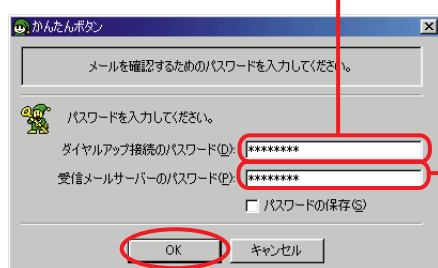 かんたんボタン
メールを確認するためのパスワードを入力してください。
パスワードを入力してください。
ダイヤルアップ接続のパスワード(D): ********
受信メールサーバーのパスワード(P): ********
パスワードの保存(S)
OK キャンセル